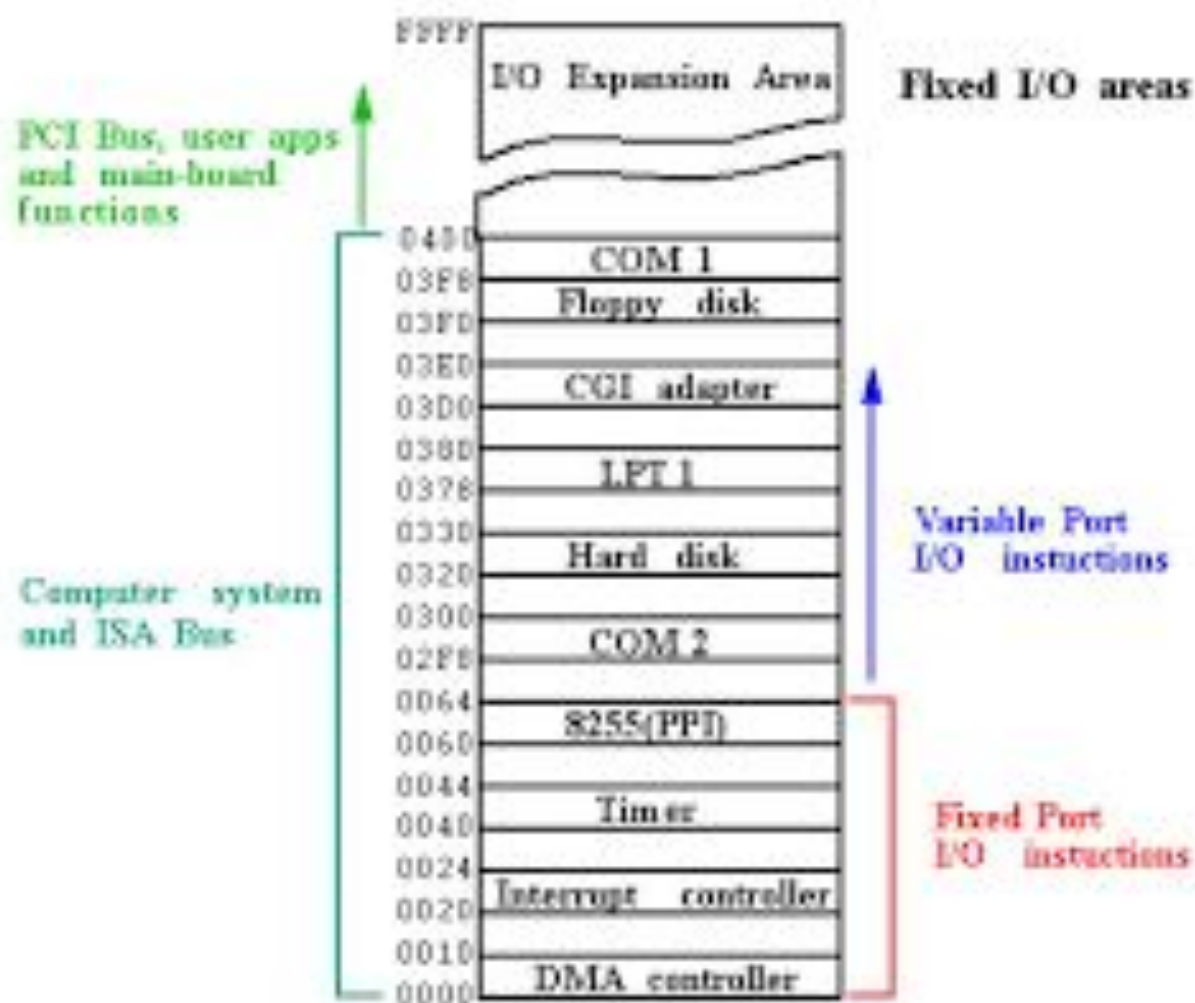 FFFF
I/O Expansion Area
Fixed I/O areas
PCI Bus, user apps
and main-board
functions
0400
COM 1
03F8
Floppy disk
03F0
03E0
CGI adapter
03D0
0380
LPT 1
0378
0330
Hard disk
0320
Variable Port
I/O instuctions
Computer system
and ISA Bus
0300
COM 2
02F8
0064
8255(PPI)
0060
0044
Timer
0040
Fixed Port
I/O instuctions
0024
Interrupt controller
0020
0010
DMA controller
0000